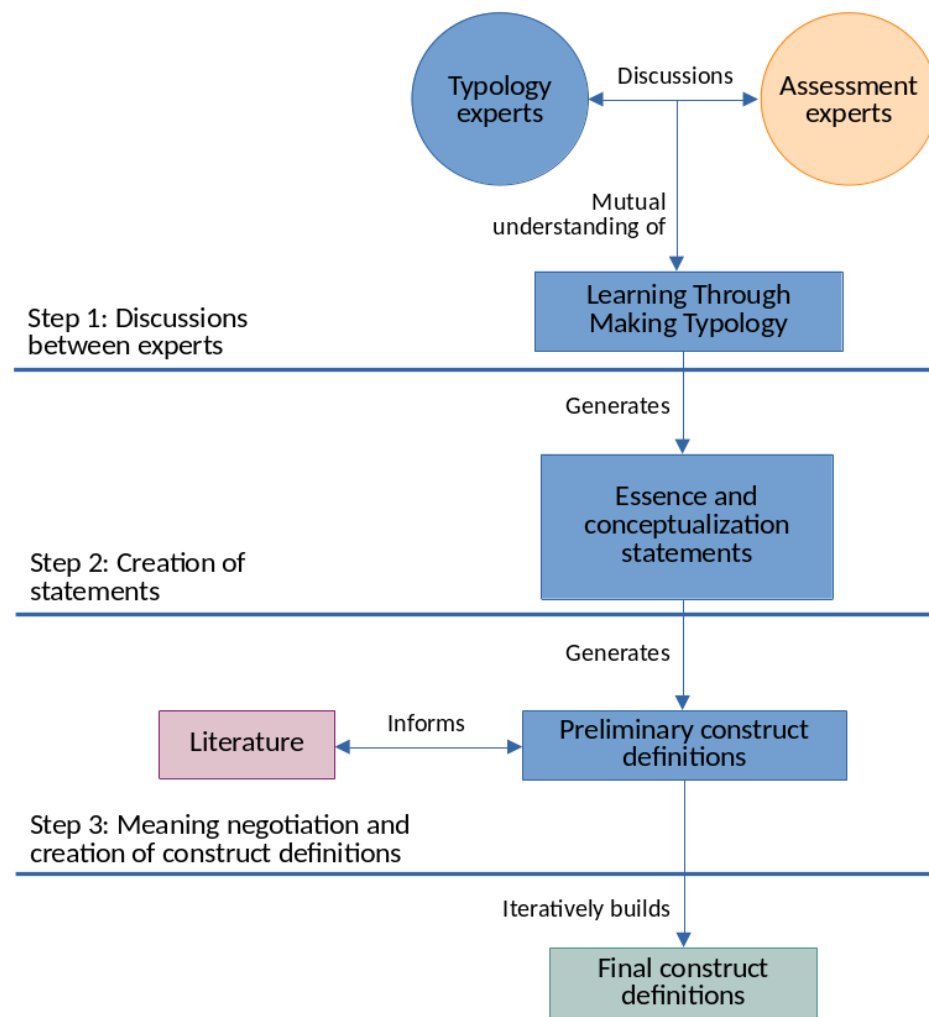 Typology
experts
Discussions
Assessment
experts
Mutual
understanding of
Learning Through
Making Typology
Step 1: Discussions
between experts
Generates
Essence and
conceptualization
statements
Step 2: Creation of
statements
Generates
Literature
Informs
Preliminary construct
definitions
Step 3: Meaning negotiation and
creation of construct definitions
Iteratively builds
Final construct
definitions